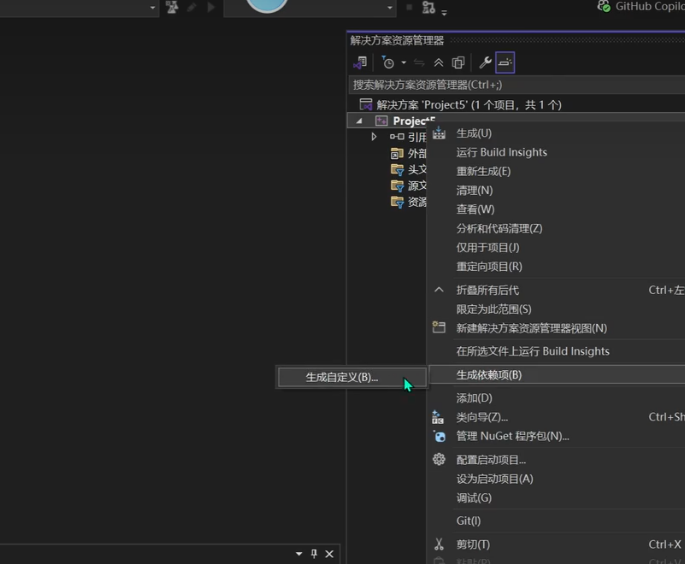 GitHub Copilo
解决方案资源管理器
搜索解决方案资源管理器(Ctrl+;)
解决方案 'Project5' (1 个项目，共 1 个)
Project5
引用
外部
头文
源文
资源
生成(U)
运行 Build Insights
重新生成(E)
清理(N)
查看(W)
分析和代码清理(Z)
仅用于项目(J)
重定向项目(R)
折叠所有后代 Ctrl+左
限定为此范围(S)
新建解决方案资源管理器视图(N)
在所选文件上运行 Build Insights
生成依赖项(B)
生成自定义(B)...
添加(D)
类向导(Z)... Ctrl+Sh
管理 NuGet 程序包(N)...
配置启动项目...
设为启动项目(A)
调试(G)
Git(I)
剪切(T) Ctrl+X